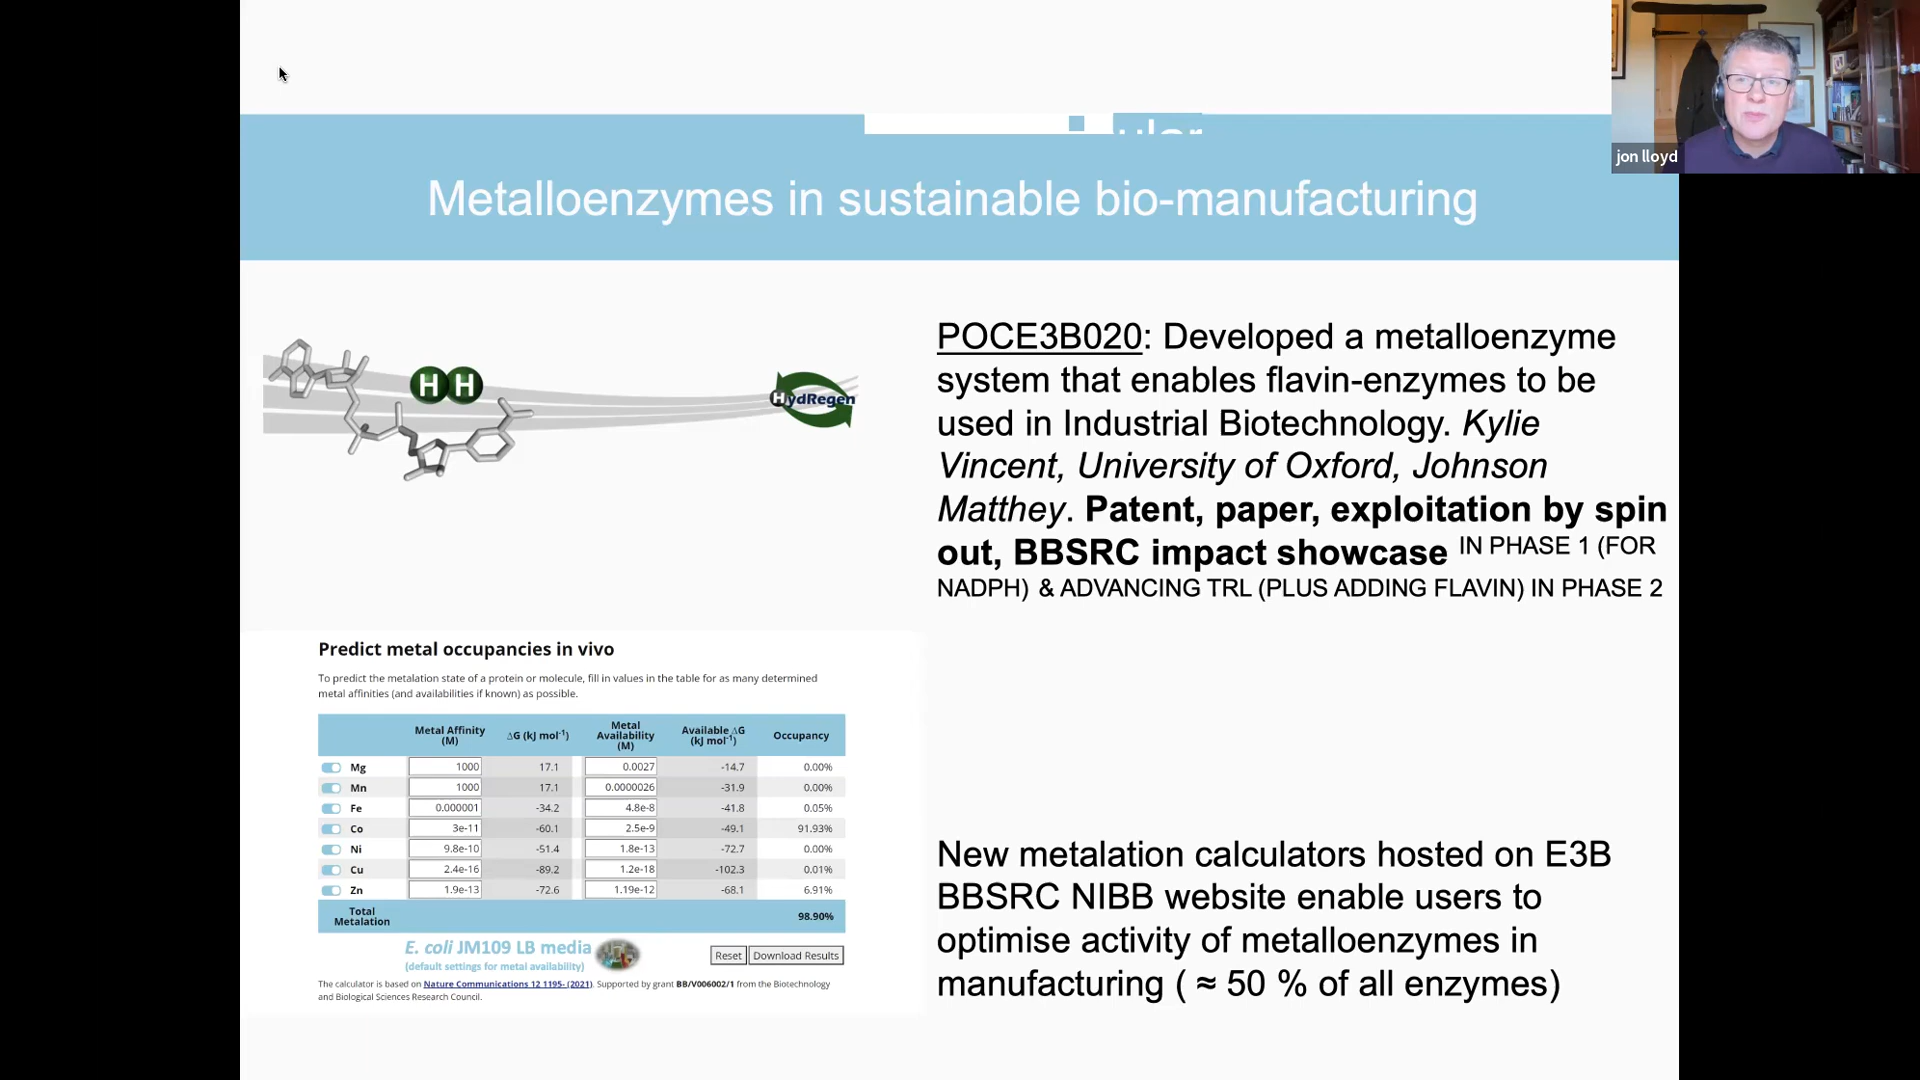 ular
jon lloyd
Metalloenzymes in sustainable bio-manufacturing
H H
HydRegen
POCE3B020: Developed a metalloenzyme
system that enables flavin-enzymes to be
used in Industrial Biotechnology. Kylie
Vincent, University of Oxford, Johnson
Matthey. Patent, paper, exploitation by spin
out, BBSRC impact showcase IN PHASE 1 (FOR
NADPH) & ADVANCING TRL (PLUS ADDING FLAVIN) IN PHASE 2
Predict metal occupancies in vivo
To predict the metalation state of a protein or molecule, fill in values in the table for as many determined
metal affinities (and availabilities if known) as possible.
Metal Affinity (M) ΔG (kJ mol⁻¹) Metal Availability (M) Available ΔG (kJ mol⁻¹) Occupancy
Mg 1000 17.1 0.0027 -14.7 0.00%
Mn 1000 17.1 0.0000026 -31.9 0.00%
Fe 0.000001 -34.2 4.8e-8 -41.8 0.05%
Co 3e-11 -60.1 2.5e-9 -49.1 91.93%
Ni 9.8e-10 -51.4 1.8e-13 -72.7 0.00%
Cu 2.4e-16 -89.2 1.2e-18 -102.3 0.01%
Zn 1.9e-13 -72.6 1.19e-12 -68.1 6.91%
Total Metalation 98.90%
E. coli JM109 LB media
(default settings for metal availability)
Reset Download Results
The calculator is based on Nature Communications 12 1195- (2021). Supported by grant BB/V006002/1 from the Biotechnology
and Biological Sciences Research Council.
New metalation calculators hosted on E3B
BBSRC NIBB website enable users to
optimise activity of metalloenzymes in
manufacturing ( ≈ 50 % of all enzymes)